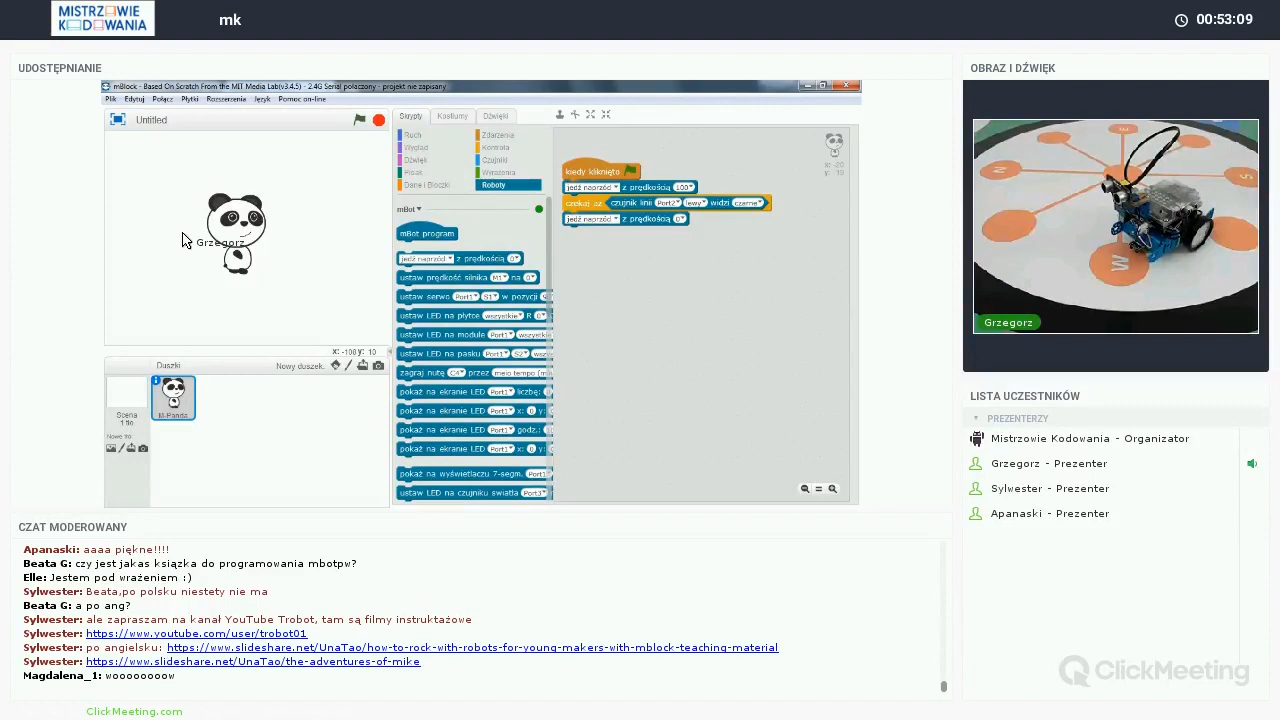 MISTRZOWIE
KODOWANIA
mk
00:53:09
UDOSTĘPNIANIE
mBlock - Based On Scratch From the MIT Media Lab(v3.4.5) - 2.4G Serial połączony - projekt nie zapisany
Plik Edytuj Połącz Płytki Rozszerzenia Język Pomoc on-line
Untitled
Grzegorz
x: -108 y: 10
Duszki
Nowy duszek:
Scena
1 tło
M-Panda
Nowe tło:
Skrypty Kostiumy Dźwięki
Ruch Zdarzenia
Wygląd Kontrola
Dźwięk Czujniki
Pisak Wyrażenia
Dane i Bloczki Roboty
mBot
mBot program
jedź naprzód z prędkością 0
ustaw prędkość silnika M1 na 0
ustaw serwo Port1 S1 w pozycji
ustaw LED na płytce wszystkie R 0
ustaw LED na module Port1 wszystkie
ustaw LED na pasku Port1 S2
zagraj nutę C4 przez
pokaż na ekranie LED Port1 liczbę:
pokaż na ekranie LED Port1 x: 0 y:
pokaż na ekranie LED Port1 godz.:
pokaż na ekranie LED Port1 x: 0 y:
pokaż na wyświetlaczu 7-segm. Port1
ustaw LED na czujniku światła Port3
kiedy kliknięto
jedź naprzód z prędkością 100
czekaj aż czujnik linii Port2 lewy widzi czarne
jedź naprzód z prędkością 0
x: -20
y: -19
OBRAZ I DŹWIĘK
W
Grzegorz
LISTA UCZESTNIKÓW
PREZENTERZY
Mistrzowie Kodowania - Organizator
Grzegorz - Prezenter
Sylwester - Prezenter
Apanaski - Prezenter
CZAT MODEROWANY
Apanaski: aaaa piękne!!!!
Beata G: czy jest jakas ksiązka do programowania mbotpw?
Elle: Jestem pod wrażeniem :)
Sylwester: Beata,po polsku niestety nie ma
Beata G: a po ang?
Sylwester: ale zapraszam na kanał YouTube Trobot, tam są filmy instruktażowe
Sylwester: https://www.youtube.com/user/trobot01
Sylwester: po angielsku: https://www.slideshare.net/UnaTao/how-to-rock-with-robots-for-young-makers-with-mblock-teaching-material
Sylwester: https://www.slideshare.net/UnaTao/the-adventures-of-mike
Magdalena_1: woooooooow
ClickMeeting
ClickMeeting.com